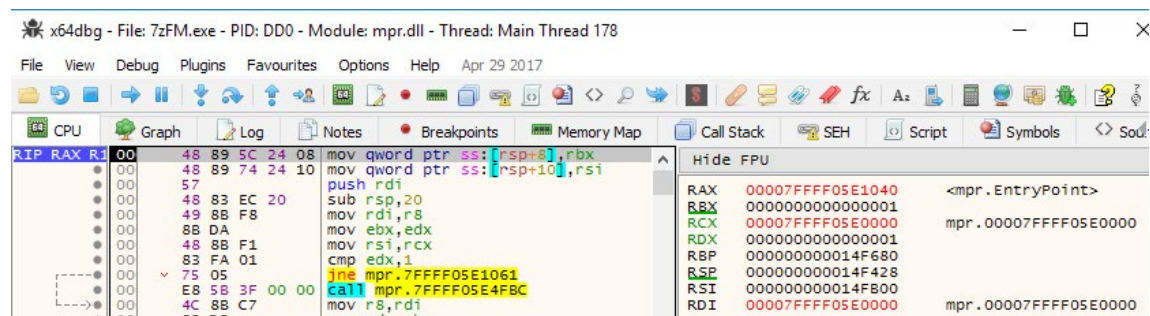 x64dbg - File: 7zFM.exe - PID: DD0 - Module: mpr.dll - Thread: Main Thread 178
File View Debug Plugins Favourites Options Help Apr 29 2017
CPU Graph Log Notes Breakpoints Memory Map Call Stack SEH Script Symbols
RIP RAX R1 00 48 89 5C 24 08 mov qword ptr ss:[rsp+8],rbx
00 48 89 74 24 10 mov qword ptr ss:[rsp+10],rsi
00 57 push rdi
00 48 83 EC 20 sub rsp,20
00 49 8B F8 mov rdi,r8
00 8B DA mov ebx,edx
00 48 8B F1 mov rsi,rcx
00 83 FA 01 cmp edx,1
00 75 05 jne mpr.7FFFF05E1061
00 E8 5B 3F 00 00 call mpr.7FFFF05E4FBC
00 4C 8B C7 mov r8,rdi
Hide FPU
RAX 00007FFFF05E1040 <mpr.EntryPoint>
RBX 0000000000000001
RCX 00007FFFF05E0000 mpr.00007FFFF05E0000
RDX 0000000000000001
RBP 000000000014F680
RSP 000000000014F428
RSI 000000000014FB00
RDI 00007FFFF05E0000 mpr.00007FFFF05E0000